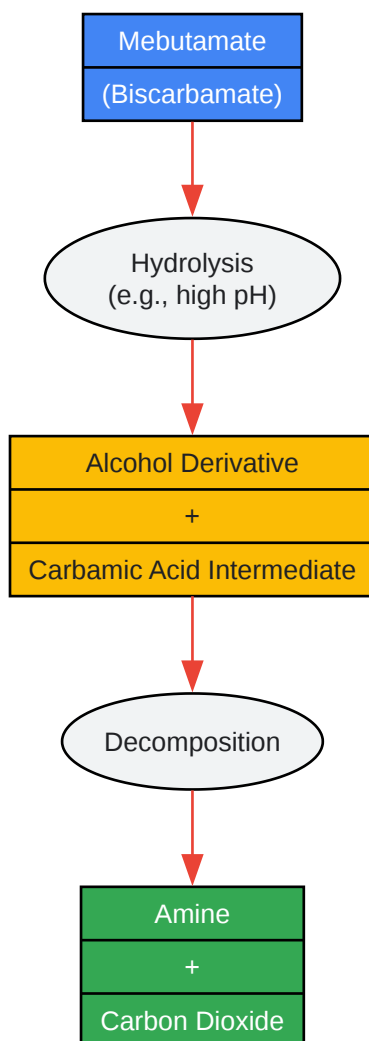 Mebutamate
(Biscarbamate)
Hydrolysis
(e.g., high pH)
Alcohol Derivative
+
Carbamic Acid Intermediate
Decomposition
Amine
+
Carbon Dioxide